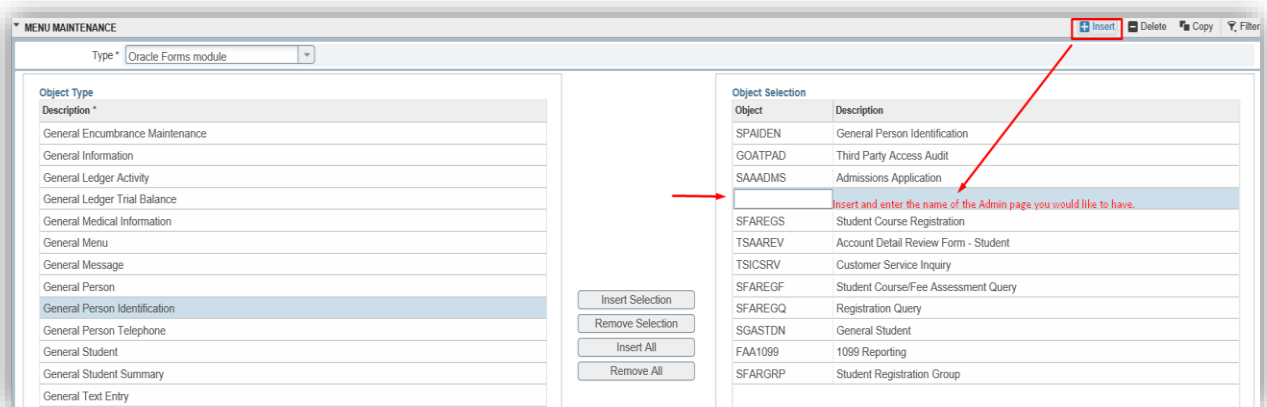 MENU MAINTENANCE
Insert Delete Copy Filter
Type * Oracle Forms module
Object Type
Description *
General Encumbrance Maintenance
General Information
General Ledger Activity
General Ledger Trial Balance
General Medical Information
General Menu
General Message
General Person
General Person Identification
General Person Telephone
General Student
General Student Summary
General Text Entry
Insert Selection
Remove Selection
Insert All
Remove All
Object Selection
Object Description
SPAIDEN General Person Identification
GOATPAD Third Party Access Audit
SAAADMS Admissions Application
Insert and enter the name of the Admin page you would like to have.
SFAREGS Student Course Registration
TSAAREV Account Detail Review Form - Student
TSICSRV Customer Service Inquiry
SFAREGF Student Course/Fee Assessment Query
SFAREGQ Registration Query
SGASTDN General Student
FAA1099 1099 Reporting
SFARGRP Student Registration Group